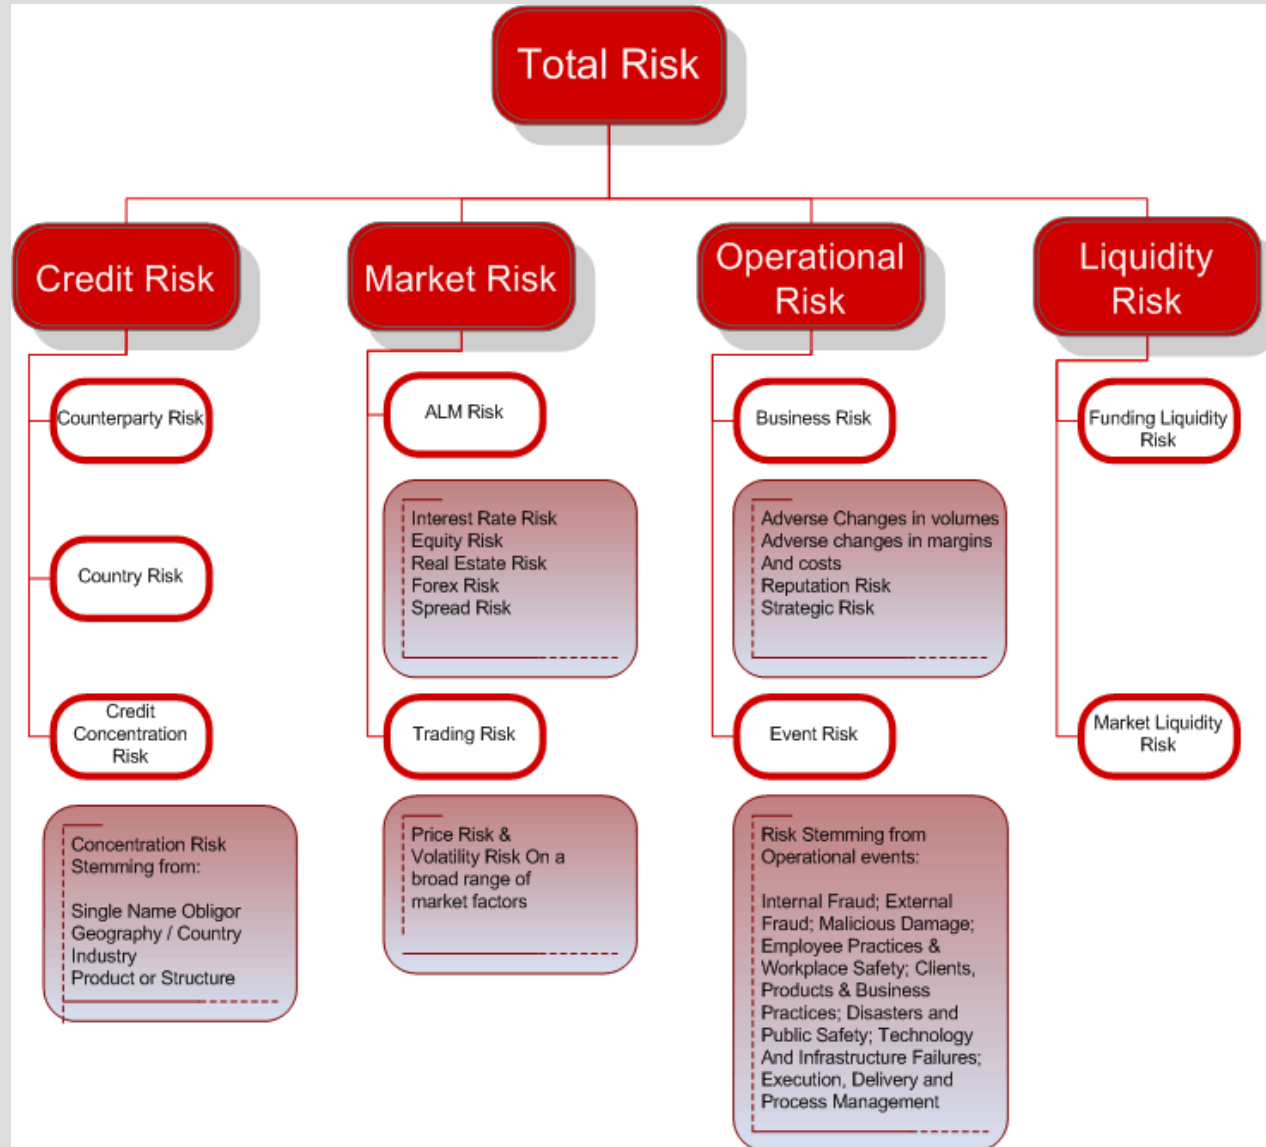 Total Risk
Credit Risk
Counterparty Risk
Country Risk
Credit
Concentration
Risk
Concentration Risk
Stemming from:
Single Name Obligor
Geography / Country
Industry
Product or Structure
Market Risk
ALM Risk
Interest Rate Risk
Equity Risk
Real Estate Risk
Forex Risk
Spread Risk
Trading Risk
Price Risk &
Volatility Risk On a
broad range of
market factors
Operational
Risk
Business Risk
Adverse Changes in volumes
Adverse changes in margins
And costs
Reputation Risk
Strategic Risk
Event Risk
Risk Stemming from
Operational events:
Internal Fraud; External
Fraud; Malicious Damage;
Employee Practices &
Workplace Safety; Clients,
Products & Business
Practices; Disasters and
Public Safety; Technology
And Infrastructure Failures;
Execution, Delivery and
Process Management
Liquidity
Risk
Funding Liquidity
Risk
Market Liquidity
Risk